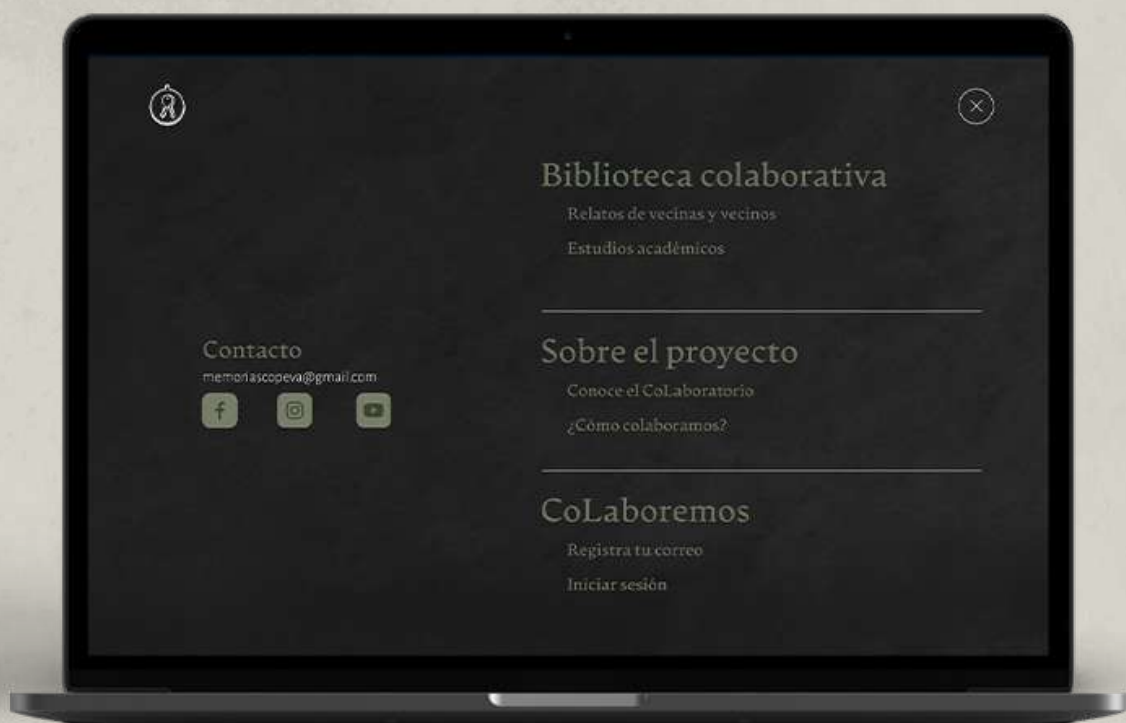 Biblioteca colaborativa
Relatos de vecinas y vecinos
Estudios académicos
Contacto
memoriascopeva@gmail.com
Sobre el proyecto
Conoce el CoLaboratorio
¿Cómo colaboramos?
CoLaboremos
Registra tu correo
Iniciar sesión